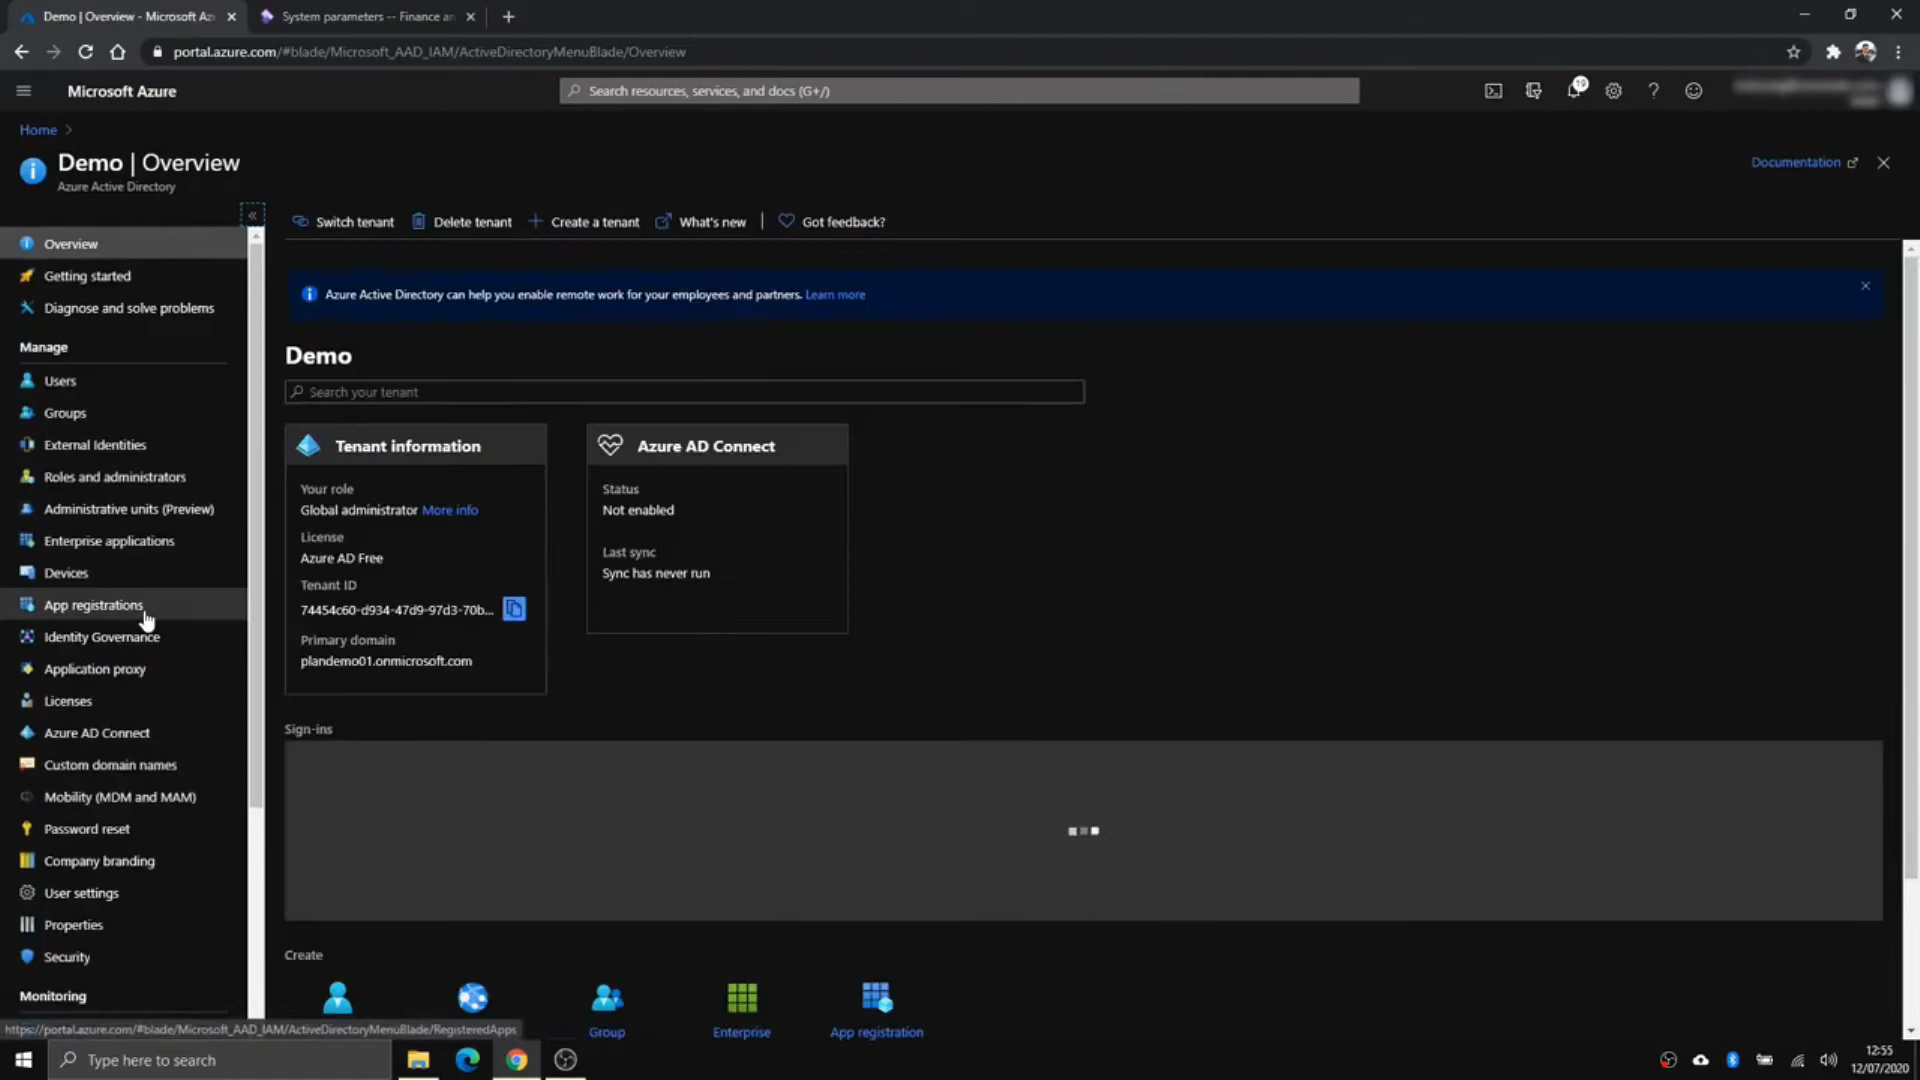 Demo | Overview - Microsoft Az
System parameters -- Finance an
portal.azure.com/#blade/Microsoft_AAD_IAM/ActiveDirectoryMenuBlade/Overview
Microsoft Azure
Search resources, services, and docs (G+/)
19
Home
Demo | Overview
Azure Active Directory
Documentation
Switch tenant
Delete tenant
Create a tenant
What's new
Got feedback?
Overview
Getting started
Diagnose and solve problems
Manage
Users
Groups
External Identities
Roles and administrators
Administrative units (Preview)
Enterprise applications
Devices
App registrations
Identity Governance
Application proxy
Licenses
Azure AD Connect
Custom domain names
Mobility (MDM and MAM)
Password reset
Company branding
User settings
Properties
Security
Monitoring
Azure Active Directory can help you enable remote work for your employees and partners. Learn more
Demo
Search your tenant
Tenant information
Your role
Global administrator More info
License
Azure AD Free
Tenant ID
74454c60-d934-47d9-97d3-70b...
Primary domain
plandemo01.onmicrosoft.com
Azure AD Connect
Status
Not enabled
Last sync
Sync has never run
Sign-ins
Create
Group
Enterprise
App registration
https://portal.azure.com/#blade/Microsoft_AAD_IAM/ActiveDirectoryMenuBlade/RegisteredApps
Type here to search
12:55
12/07/2020